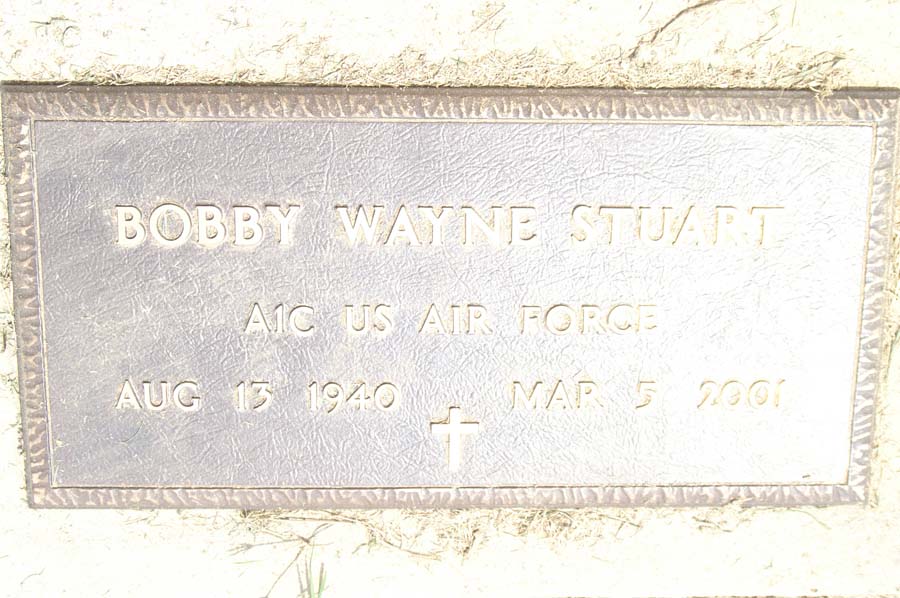 BOBBY WAYNE STUART
A1C US AIR FORCE
AUG 13 1940 MAR 5 2001